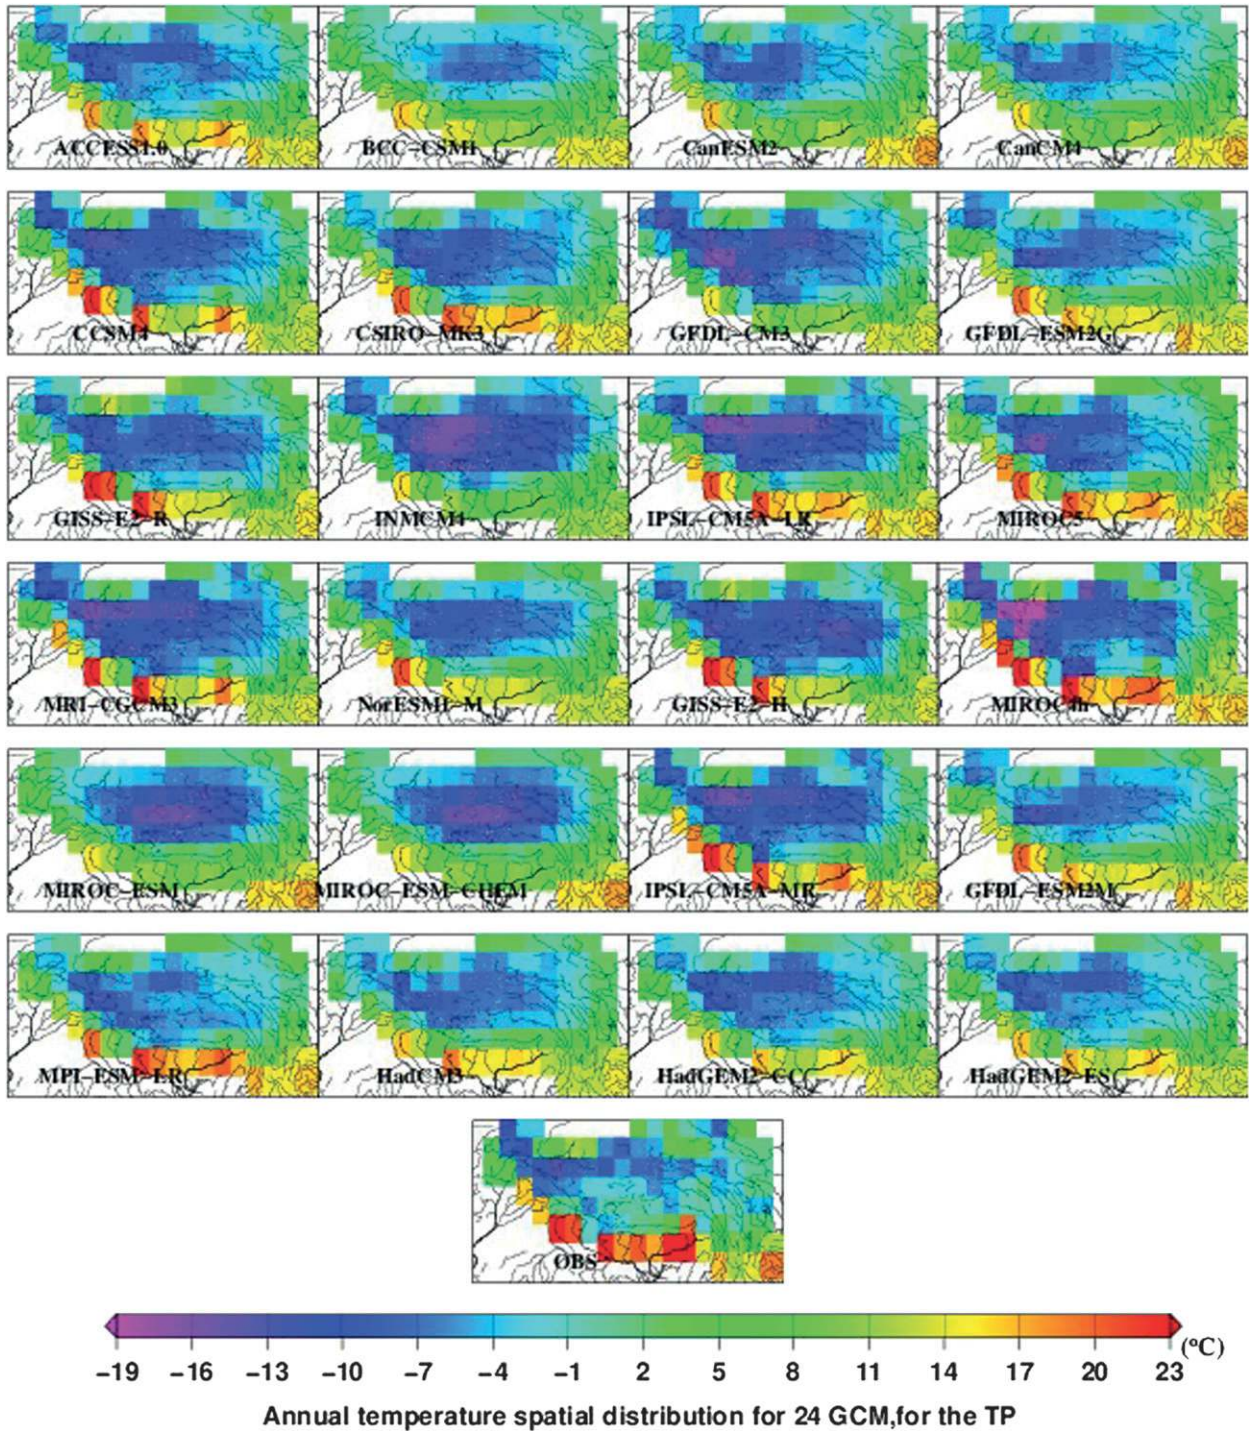 ACCESS1.0
BCC-CSM1
CanESM2
CanCM4
CCSM4
CSIRO-MK3
GFDL-CM3
GFDL-ESM2G
GISS-E2-R
INMCM4
IPSL-CM5A-LR
MIROC5
MRI-CGCM3
NorESM1-M
GISS-E2-H
MIROC4h
MIROC-ESM
MIROC-ESM-CHEM
IPSL-CM5A-MR
GFDL-ESM2M
MPI-ESM-LR
HadCM3
HadGEM2-CC
HadGEM2-ES
OBS
(°C)
−19 −16 −13 −10 −7 −4 −1 2 5 8 11 14 17 20 23
Annual temperature spatial distribution for 24 GCM,for the TP